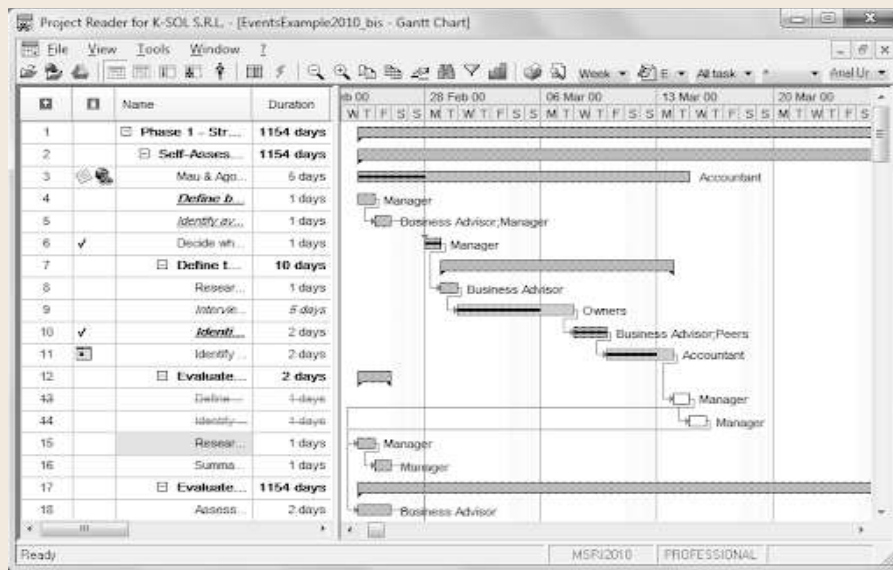 Project Reader for K-SOL S.R.L. - [EventsExample2010_bis - Gantt Chart]
File View Tools Window ?
Week E All task Arial Ur
Name Duration eb 00 28 Feb 00 06 Mar 00 13 Mar 00 20 Mar 00
W T F S S M T W T F S S M T W T F S S M T W T F S S M T W T F
1 Phase 1 - Str... 1154 days
2 Self-Asses... 1154 days
3 Mau & Ago... 5 days Accountant
4 Define b... 1 days Manager
5 Identify av... 1 days Business Advisor;Manager
6 Decide wh... 1 days Manager
7 Define t... 10 days
8 Resear... 1 days Business Advisor
9 Intervie... 5 days Owners
10 Identi... 2 days Business Advisor;Peers
11 Identify ... 2 days Accountant
12 Evaluate... 2 days
13 Define ... 1 days Manager
14 Identify ... 1 days Manager
15 Resear... 1 days Manager
16 Summa... 1 days Manager
17 Evaluate... 1154 days
18 Assess... 2 days Business Advisor
Ready PROFESSIONAL